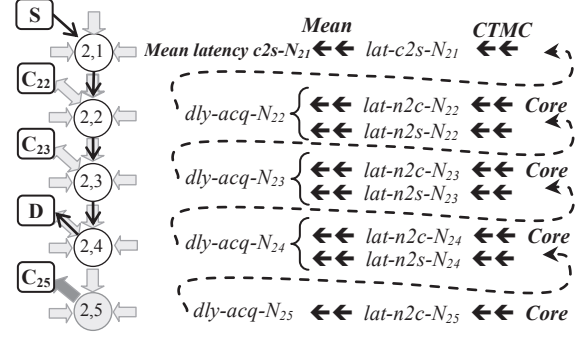 S
Mean
CTMC
2,1
Mean latency c2s-N21
lat-c2s-N21
C22
2,2
dly-acq-N22
lat-n2c-N22
Core
lat-n2s-N22
C23
2,3
dly-acq-N23
lat-n2c-N23
Core
lat-n2s-N23
D
2,4
dly-acq-N24
lat-n2c-N24
Core
lat-n2s-N24
C25
2,5
dly-acq-N25
lat-n2c-N25
Core